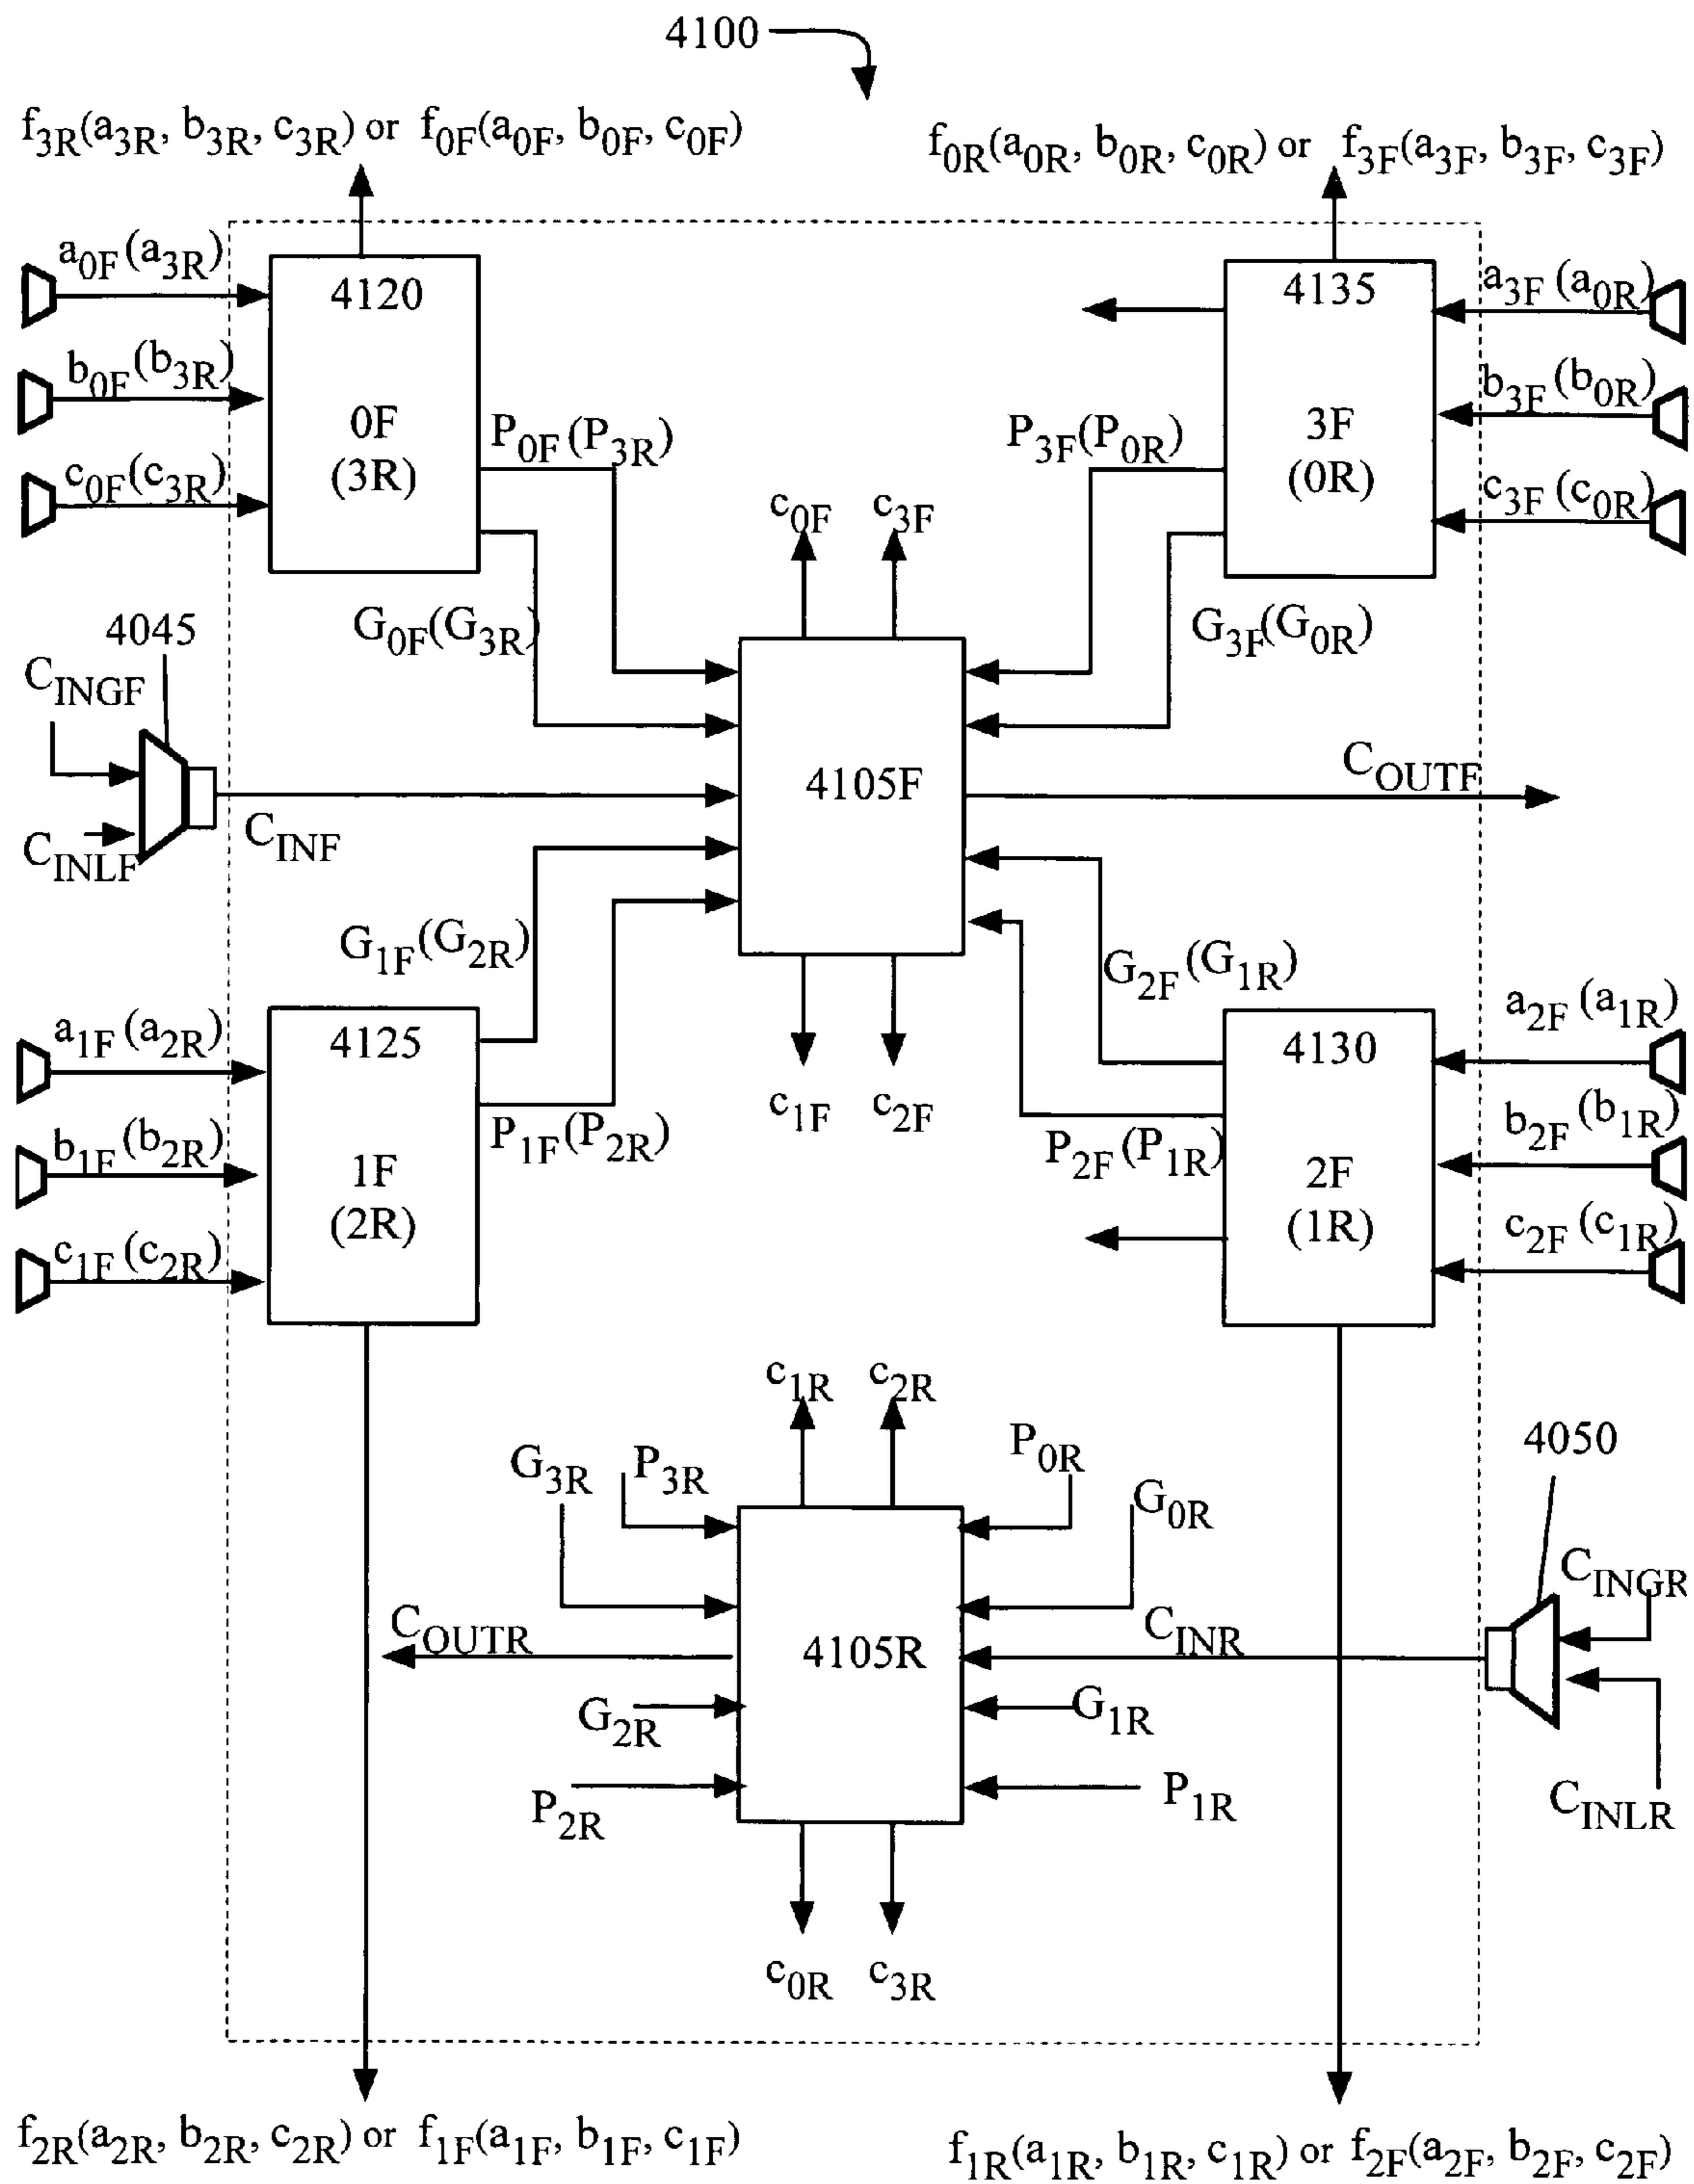 4100
f3R(a3R, b3R, c3R) or f0F(a0F, b0F, c0F)
f0R(a0R, b0R, c0R) or f3F(a3F, b3F, c3F)
a0F (a3R)
4120
4135
a3F (a0R)
b0F (b3R)
b3F (b0R)
0F
(3R)
P0F (P3R)
P3F(P0R)
3F
(0R)
c0F (c3R)
c3F (c0R)
c0F
c3F
G0F(G3R)
G3F(G0R)
4045
CINGF
4105F
COUTF
CINLF
CINF
G1F(G2R)
G2F (G1R)
a1F (a2R)
4125
4130
a2F (a1R)
c1F
c2F
b1F (b2R)
P1F(P2R)
P2F (P1R)
b2F (b1R)
1F
(2R)
2F
(1R)
c1F (c2R)
c2F (c1R)
c1R
c2R
G3R
P3R
P0R
G0R
4050
CINGR
COUTR
4105R
CINR
G2R
G1R
P2R
P1R
CINLR
c0R
c3R
f2R(a2R, b2R, c2R) or f1F(a1F, b1F, c1F)
f1R(a1R, b1R, c1R) or f2F(a2F, b2F, c2F)